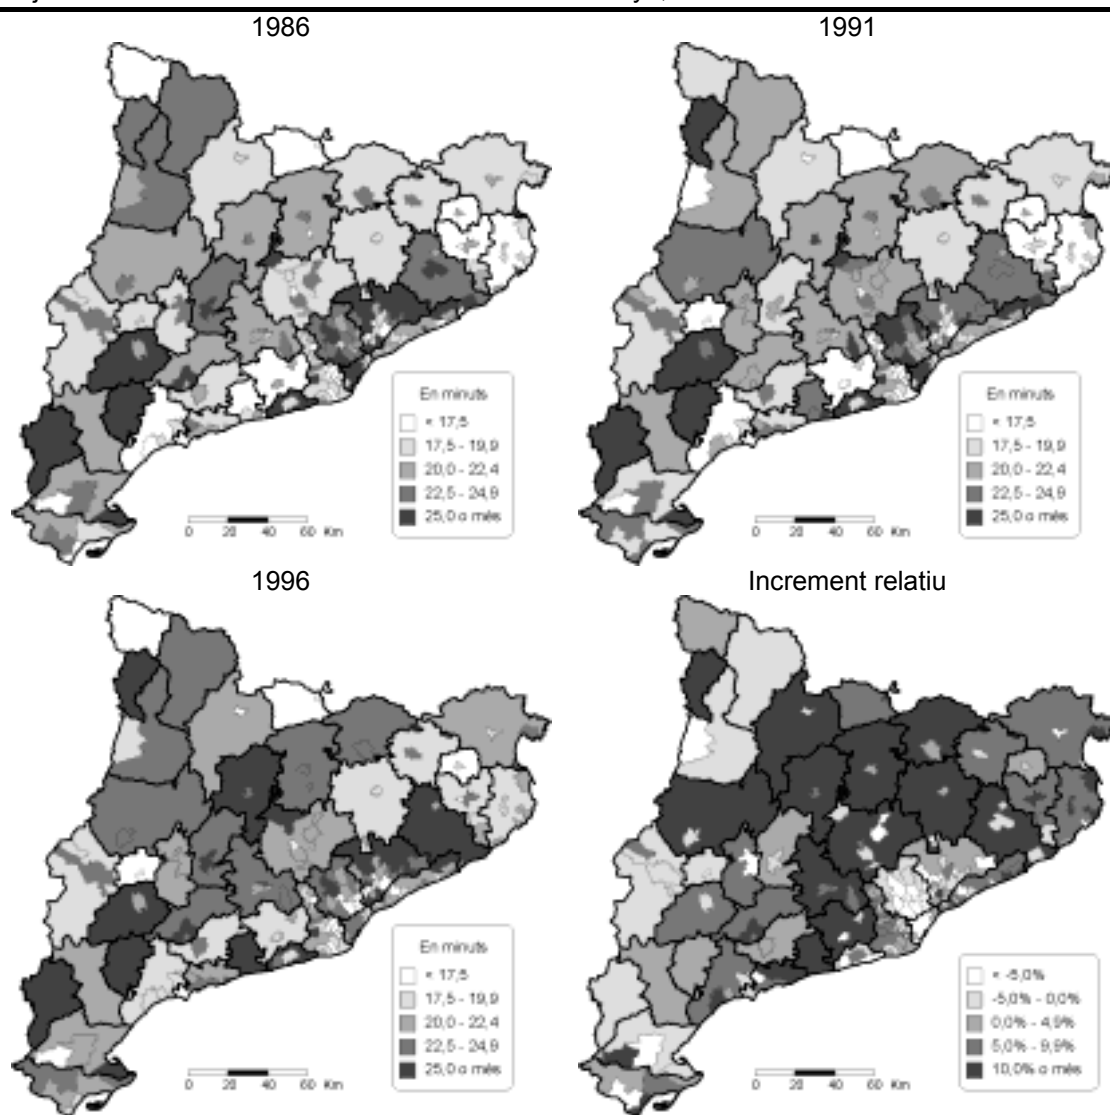 1986
1991
En minuts
< 17,5
17,5 - 19,9
20,0 - 22,4
22,5 - 24,9
25,0 o més
0 20 40 60 Km
En minuts
< 17,5
17,5 - 19,9
20,0 - 22,4
22,5 - 24,9
25,0 o més
0 20 40 60 Km
1996
Increment relatiu
En minuts
< 17,5
17,5 - 19,9
20,0 - 22,4
22,5 - 24,9
25,0 o més
0 20 40 60 Km
< -5,0%
-5,0% - 0,0%
0,0% - 4,9%
5,0% - 9,9%
10,0% o més
0 20 40 60 Km